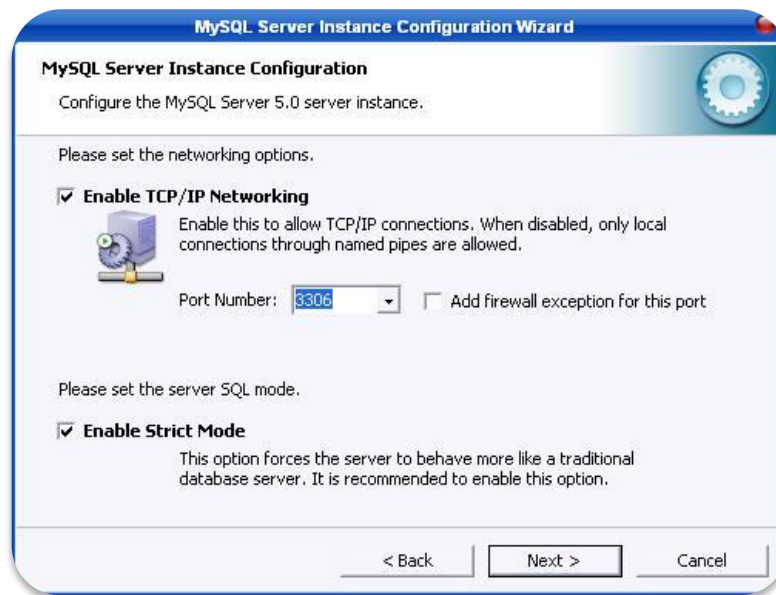 MySQL Server Instance Configuration Wizard
MySQL Server Instance Configuration
Configure the MySQL Server 5.0 server instance.
Please set the networking options.
Enable TCP/IP Networking
Enable this to allow TCP/IP connections. When disabled, only local
connections through named pipes are allowed.
Port Number: 3306 Add firewall exception for this port
Please set the server SQL mode.
Enable Strict Mode
This option forces the server to behave more like a traditional
database server. It is recommended to enable this option.
< Back Next > Cancel